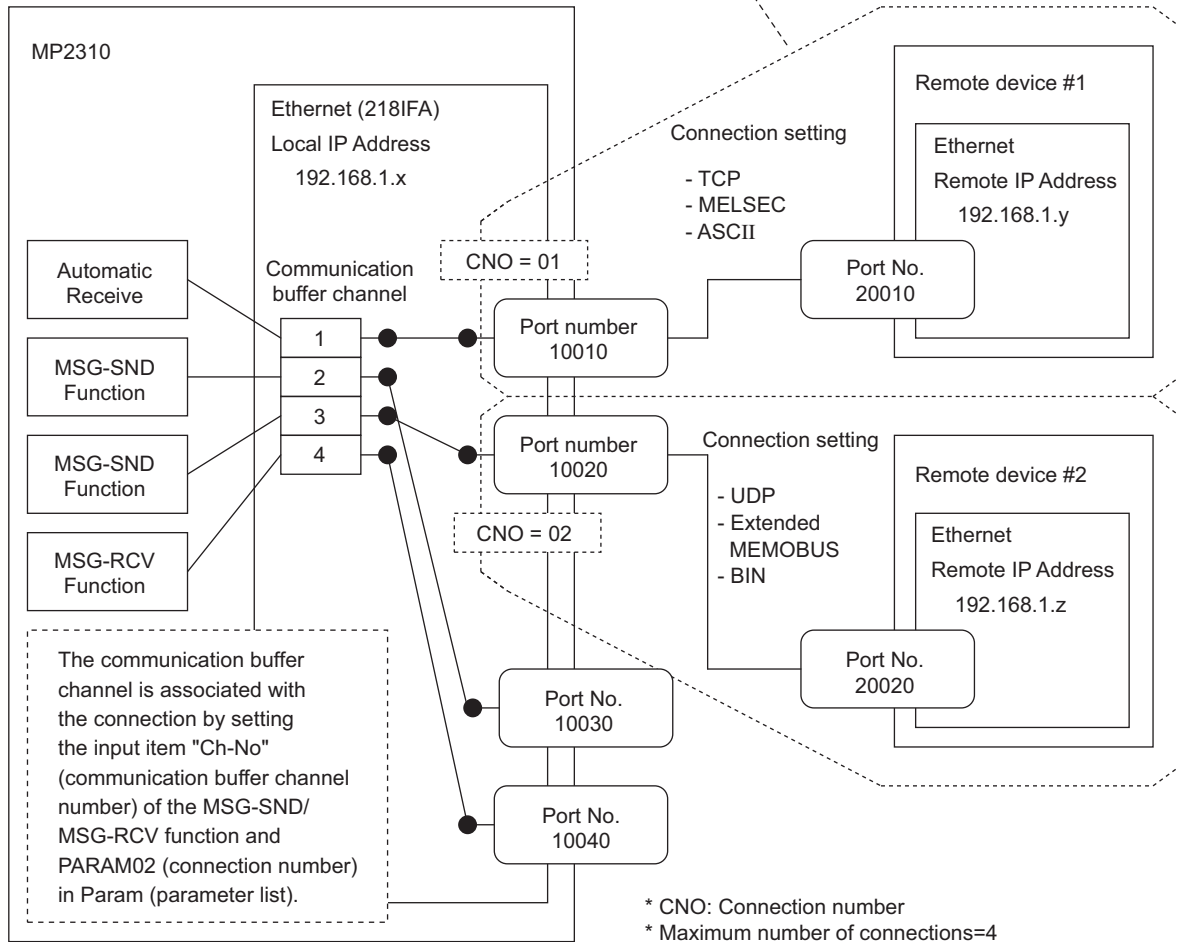 MP2310
Ethernet (218IFA)
Local IP Address
192.168.1.x
Automatic
Receive
MSG-SND
Function
MSG-SND
Function
MSG-RCV
Function
Communication
buffer channel
1
2
3
4
CNO = 01
Port number
10010
Port number
10020
CNO = 02
Port No.
10030
Port No.
10040
The communication buffer
channel is associated with
the connection by setting
the input item "Ch-No"
(communication buffer channel
number) of the MSG-SND/
MSG-RCV function and
PARAM02 (connection number)
in Param (parameter list).
Connection setting
- TCP
- MELSEC
- ASCII
Remote device #1
Ethernet
Remote IP Address
192.168.1.y
Port No.
20010
Connection setting
- UDP
- Extended
MEMOBUS
- BIN
Remote device #2
Ethernet
Remote IP Address
192.168.1.z
Port No.
20020
* CNO: Connection number
* Maximum number of connections=4